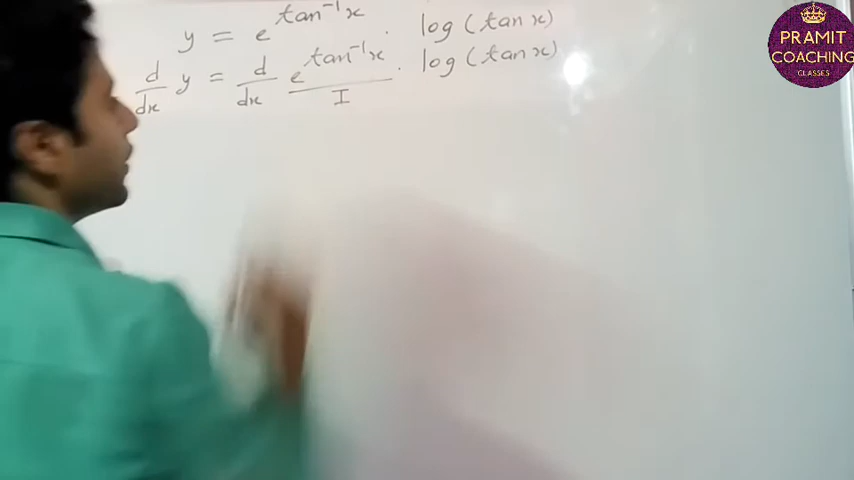 y = e^{tan⁻¹x} . log (tan x)
d/dx y = d/dx e^{tan⁻¹x} . log (tan x)
I
PRAMIT
COACHING
CLASSES